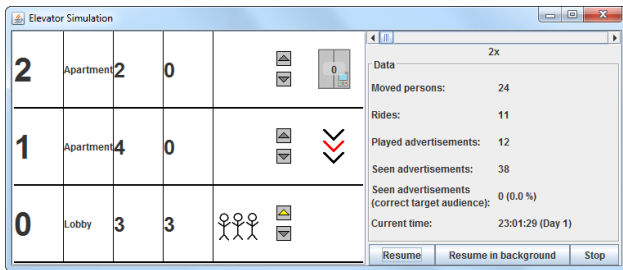 Elevator Simulation
2 Apartment 2 0 0
1 Apartment 4 0
0 Lobby 3 3
2x
Data
Moved persons: 24
Rides: 11
Played advertisements: 12
Seen advertisements: 38
Seen advertisements
(correct target audience): 0 (0.0 %)
Current time: 23:01:29 (Day 1)
Resume Resume in background Stop